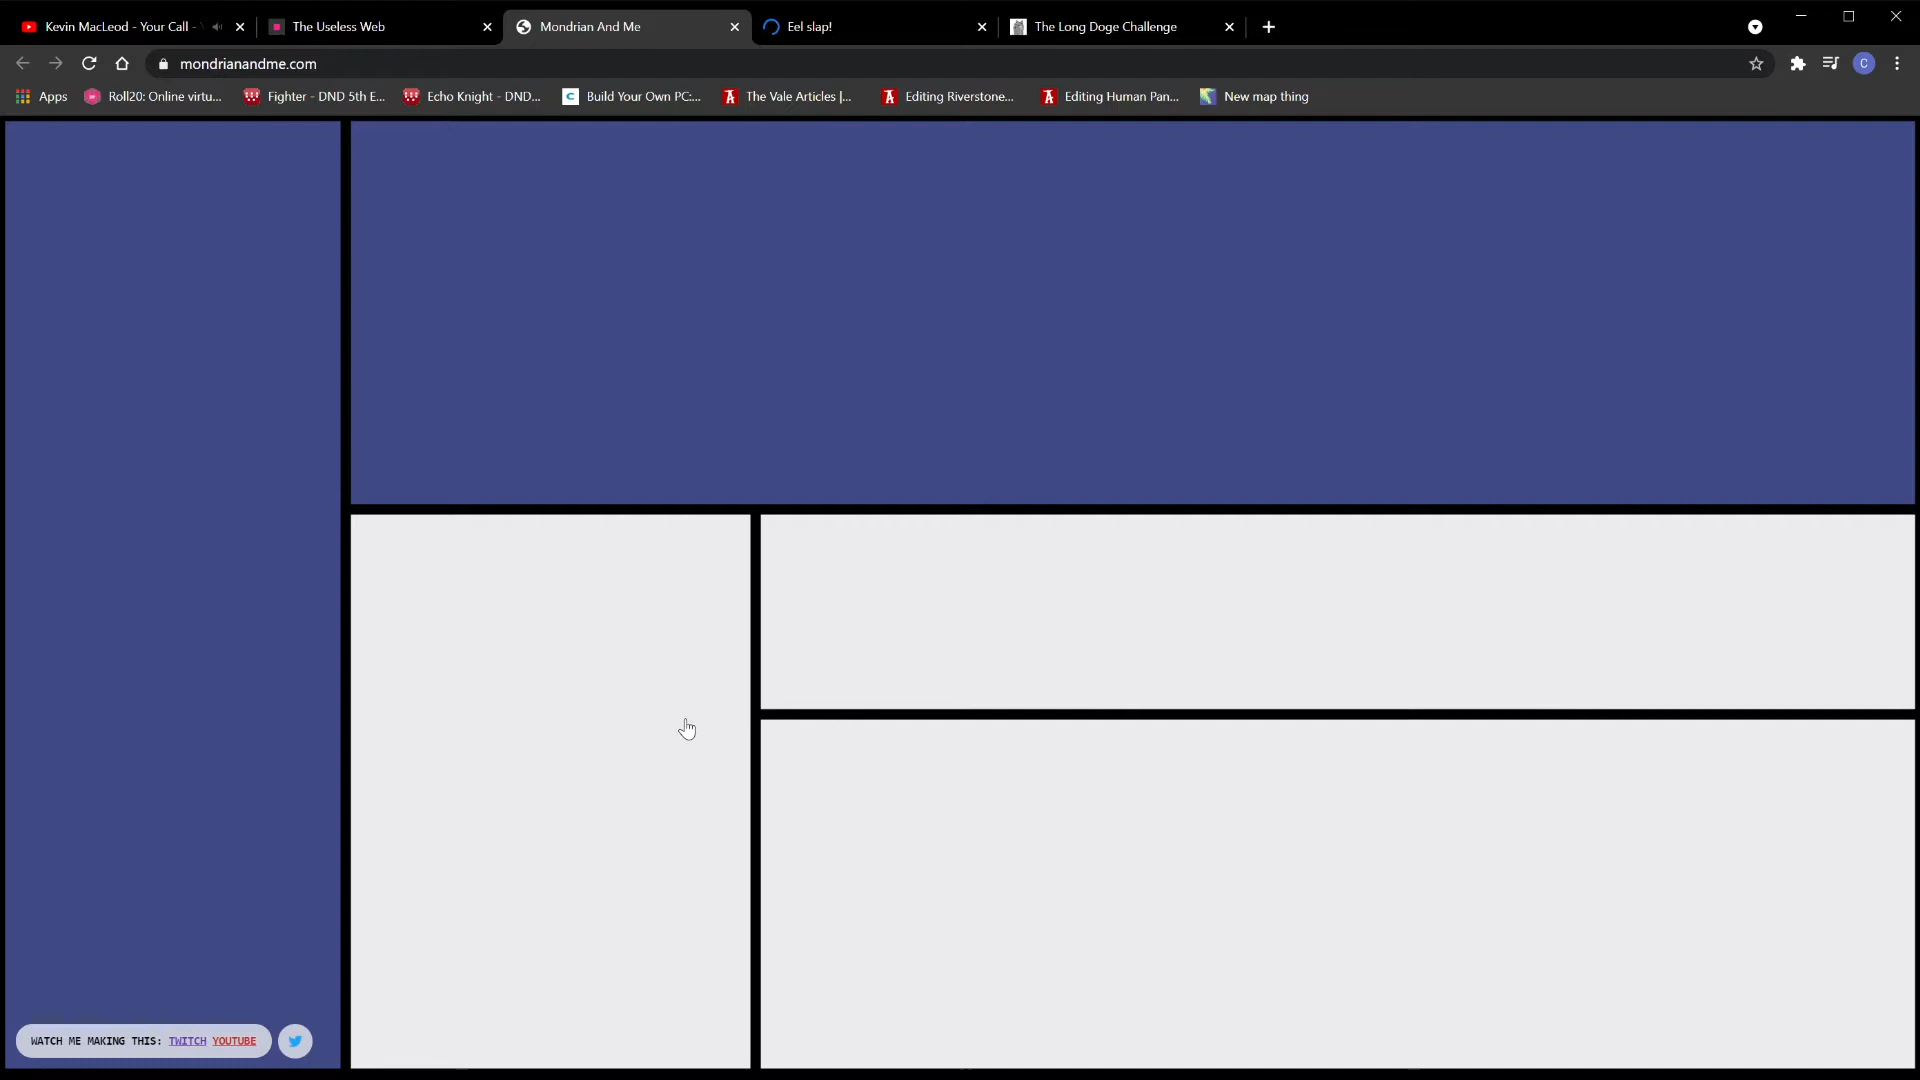 Kevin MacLeod - Your Call -
The Useless Web
Mondrian And Me
Eel slap!
The Long Doge Challenge
mondrianandme.com
C
Apps
Roll20: Online virtu...
Fighter - DND 5th E...
Echo Knight - DND...
C
Build Your Own PC:...
The Vale Articles |...
Editing Riverstone...
Editing Human Pan...
New map thing
WATCH ME MAKING THIS: TWITCH YOUTUBE